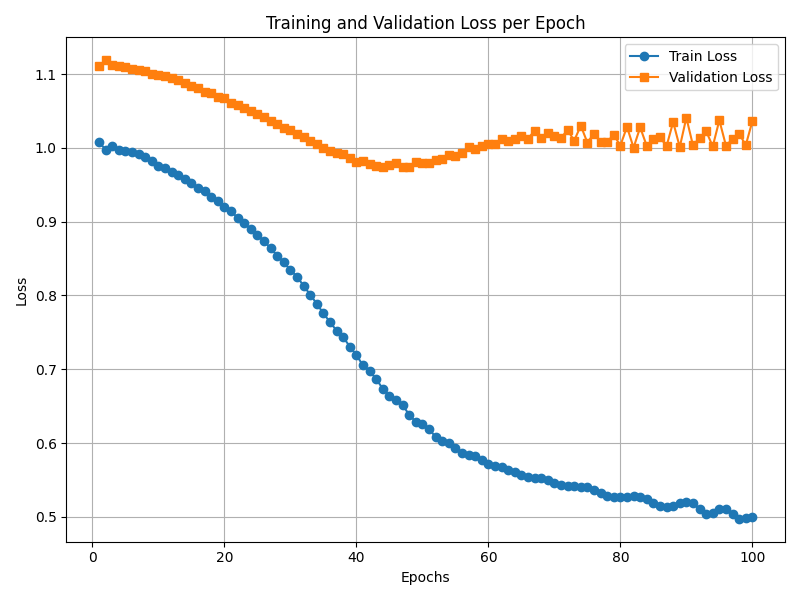 Training and Validation Loss per Epoch
Train Loss
Validation Loss
1.1
1.0
0.9
0.8
0.7
0.6
0.5
Loss
0 20 40 60 80 100
Epochs